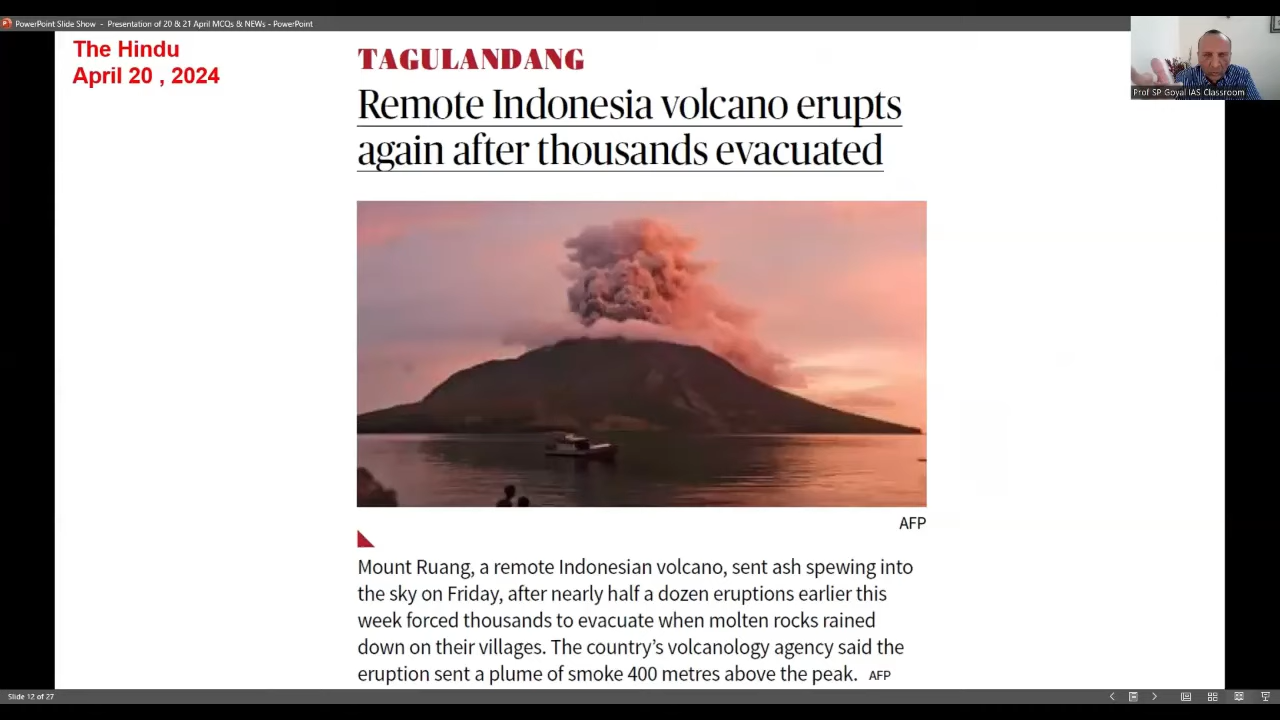 PowerPoint Slide Show - Presentation of 20 & 21 April MCQs & NEWs - PowerPoint
The Hindu
April 20 , 2024
TAGULANDANG
Remote Indonesia volcano erupts
again after thousands evacuated
Prof SP Goyal IAS Classroom
AFP
Mount Ruang, a remote Indonesian volcano, sent ash spewing into
the sky on Friday, after nearly half a dozen eruptions earlier this
week forced thousands to evacuate when molten rocks rained
down on their villages. The country’s volcanology agency said the
eruption sent a plume of smoke 400 metres above the peak. AFP
Slide 12 of 27